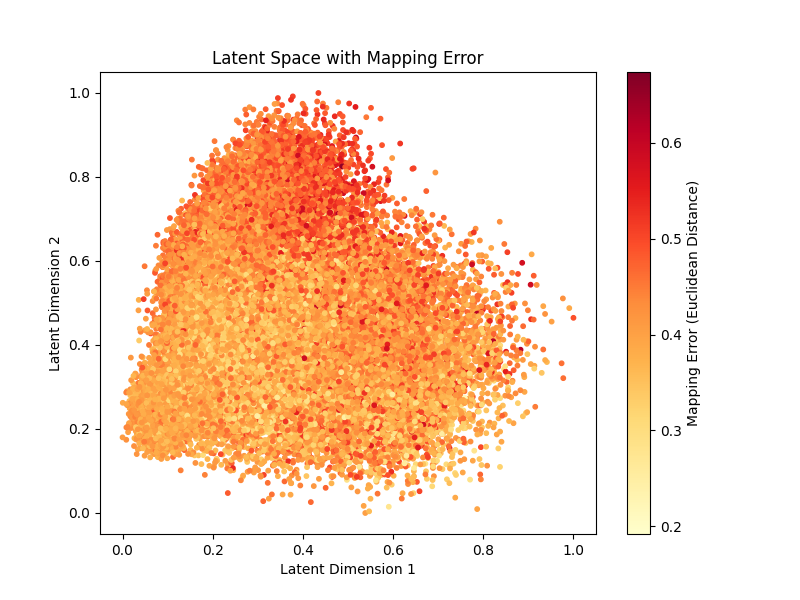 Latent Space with Mapping Error
1.0
0.8
0.6
0.4
0.2
0.0
Latent Dimension 2
0.0 0.2 0.4 0.6 0.8 1.0
Latent Dimension 1
0.6
0.5
0.4
0.3
0.2
Mapping Error (Euclidean Distance)